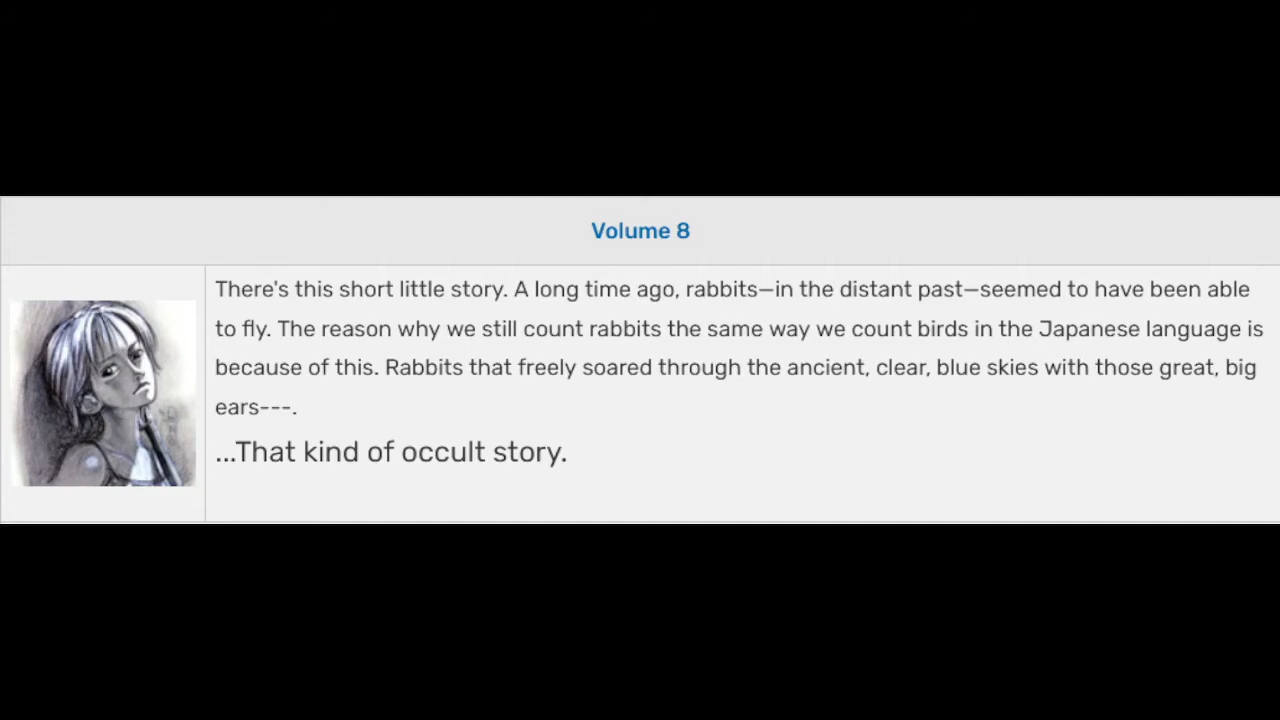 Volume 8
There's this short little story. A long time ago, rabbits—in the distant past—seemed to have been able
to fly. The reason why we still count rabbits the same way we count birds in the Japanese language is
because of this. Rabbits that freely soared through the ancient, clear, blue skies with those great, big
ears---.
...That kind of occult story.